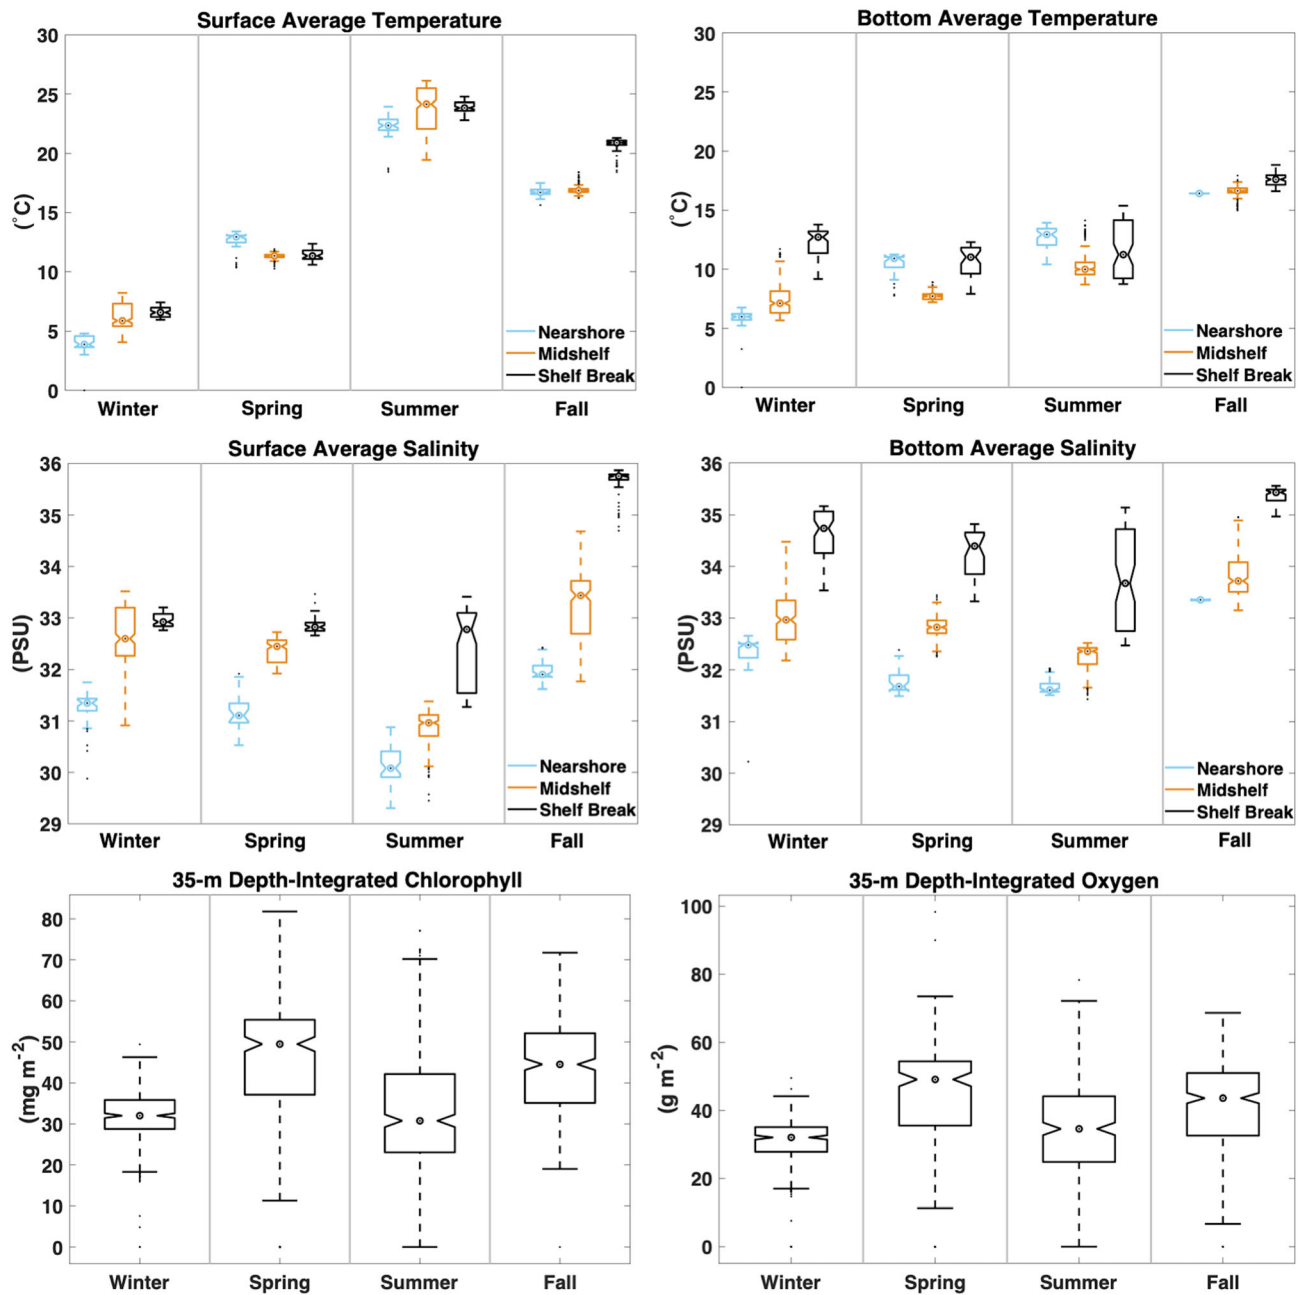 Surface Average Temperature
30
25
20
15
10
5
0
(°C)
Winter Spring Summer Fall
Nearshore
Midshelf
Shelf Break
Bottom Average Temperature
30
25
20
15
10
5
0
(°C)
Winter Spring Summer Fall
Nearshore
Midshelf
Shelf Break
Surface Average Salinity
36
35
34
33
32
31
30
29
(PSU)
Winter Spring Summer Fall
Nearshore
Midshelf
Shelf Break
Bottom Average Salinity
36
35
34
33
32
31
30
29
(PSU)
Winter Spring Summer Fall
Nearshore
Midshelf
Shelf Break
35-m Depth-Integrated Chlorophyll
80
70
60
50
40
30
20
10
0
(mg m⁻²)
Winter Spring Summer Fall
35-m Depth-Integrated Oxygen
100
80
60
40
20
0
(g m⁻²)
Winter Spring Summer Fall